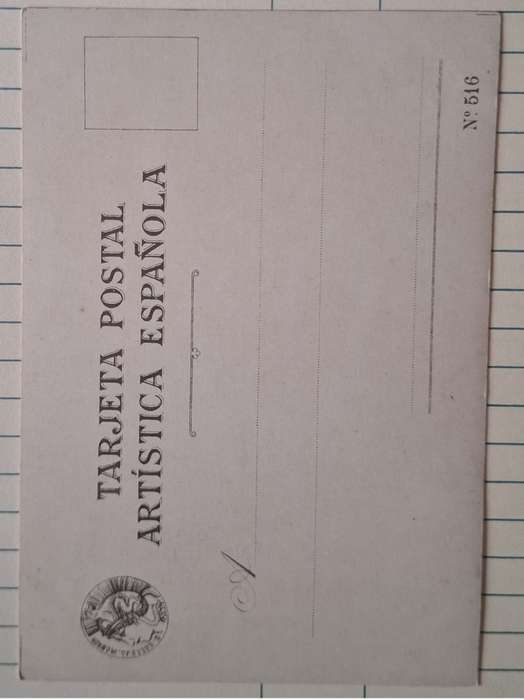 TARJETA POSTAL
ARTÍSTICA ESPAÑOLA
A
Nº 516